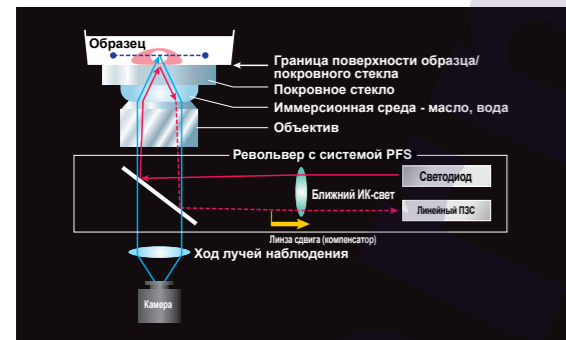 Образец
Граница поверхности образца/
покровного стекла
Покровное стекло
Иммерсионная среда - масло, вода
Объектив
Револьвер с системой PFS
Светодиод
Ближний ИК-свет
Линейный ПЗС
Линза сдвига (компенсатор)
Ход лучей наблюдения
Камера